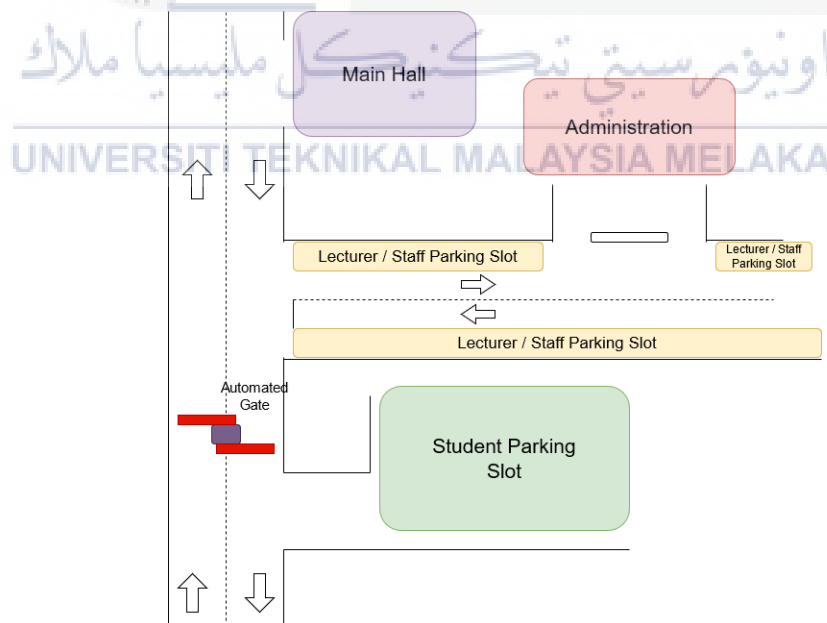 Main Hall
اونيۏرسيتي تيكنيكل مليسيا ملاك
Administration
UNIVERSITI TEKNIKAL MALAYSIA MELAKA
Lecturer / Staff Parking Slot
Lecturer / Staff
Parking Slot
Lecturer / Staff Parking Slot
Automated
Gate
Student Parking
Slot